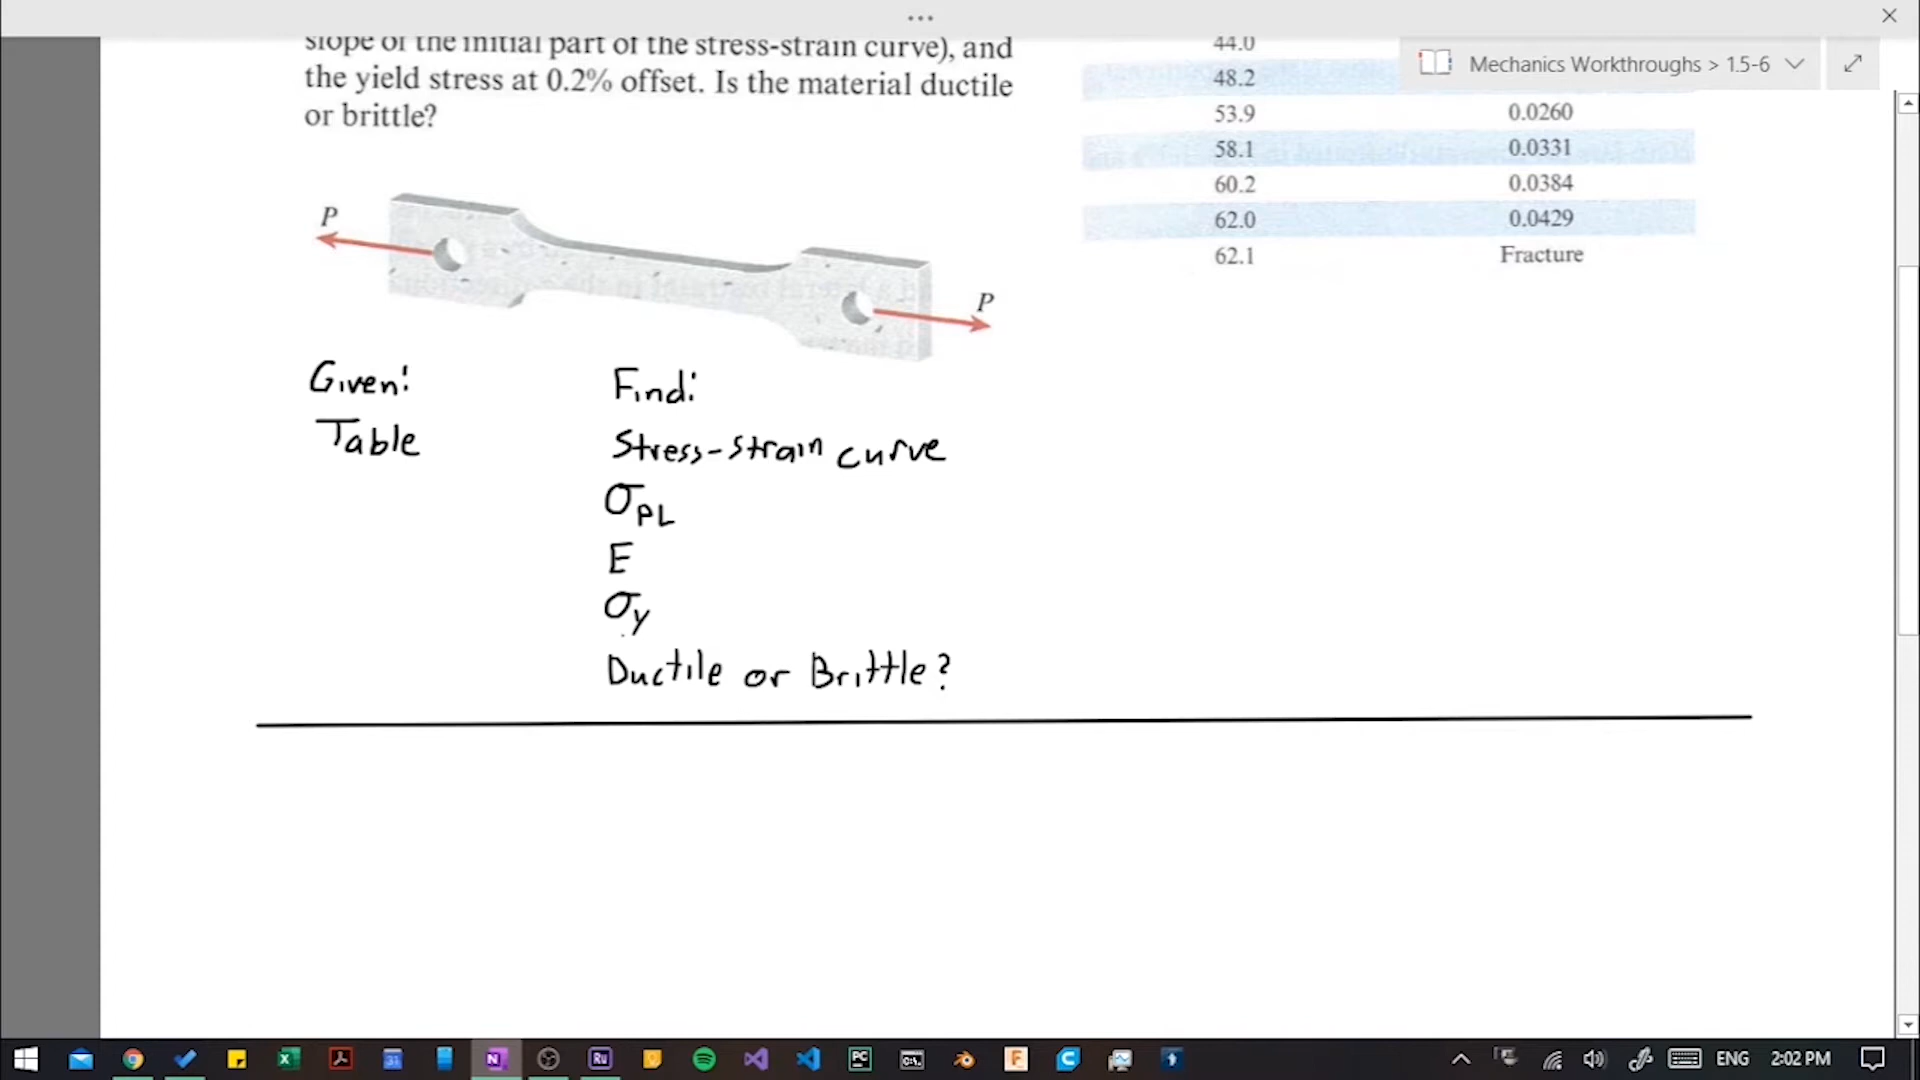 slope of the initial part of the stress-strain curve), and
the yield stress at 0.2% offset. Is the material ductile
or brittle?
P
P
44.0
48.2
53.9 0.0260
58.1 0.0331
60.2 0.0384
62.0 0.0429
62.1 Fracture
Mechanics Workthroughs > 1.5-6
Given:
Table
Find:
Stress-strain curve
σPL
E
σy
Ductile or Brittle?
ENG 2:02 PM